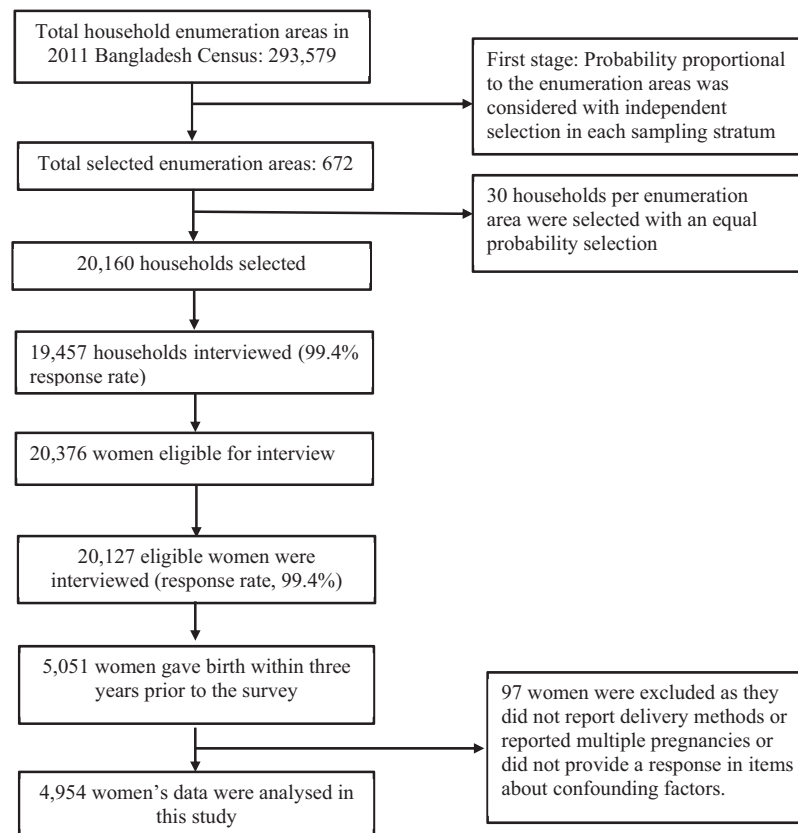 Total household enumeration areas in
2011 Bangladesh Census: 293,579
First stage: Probability proportional
to the enumeration areas was
considered with independent
selection in each sampling stratum
Total selected enumeration areas: 672
30 households per enumeration
area were selected with an equal
probability selection
20,160 households selected
19,457 households interviewed (99.4%
response rate)
20,376 women eligible for interview
20,127 eligible women were
interviewed (response rate, 99.4%)
5,051 women gave birth within three
years prior to the survey
97 women were excluded as they
did not report delivery methods or
reported multiple pregnancies or
did not provide a response in items
about confounding factors.
4,954 women’s data were analysed in
this study